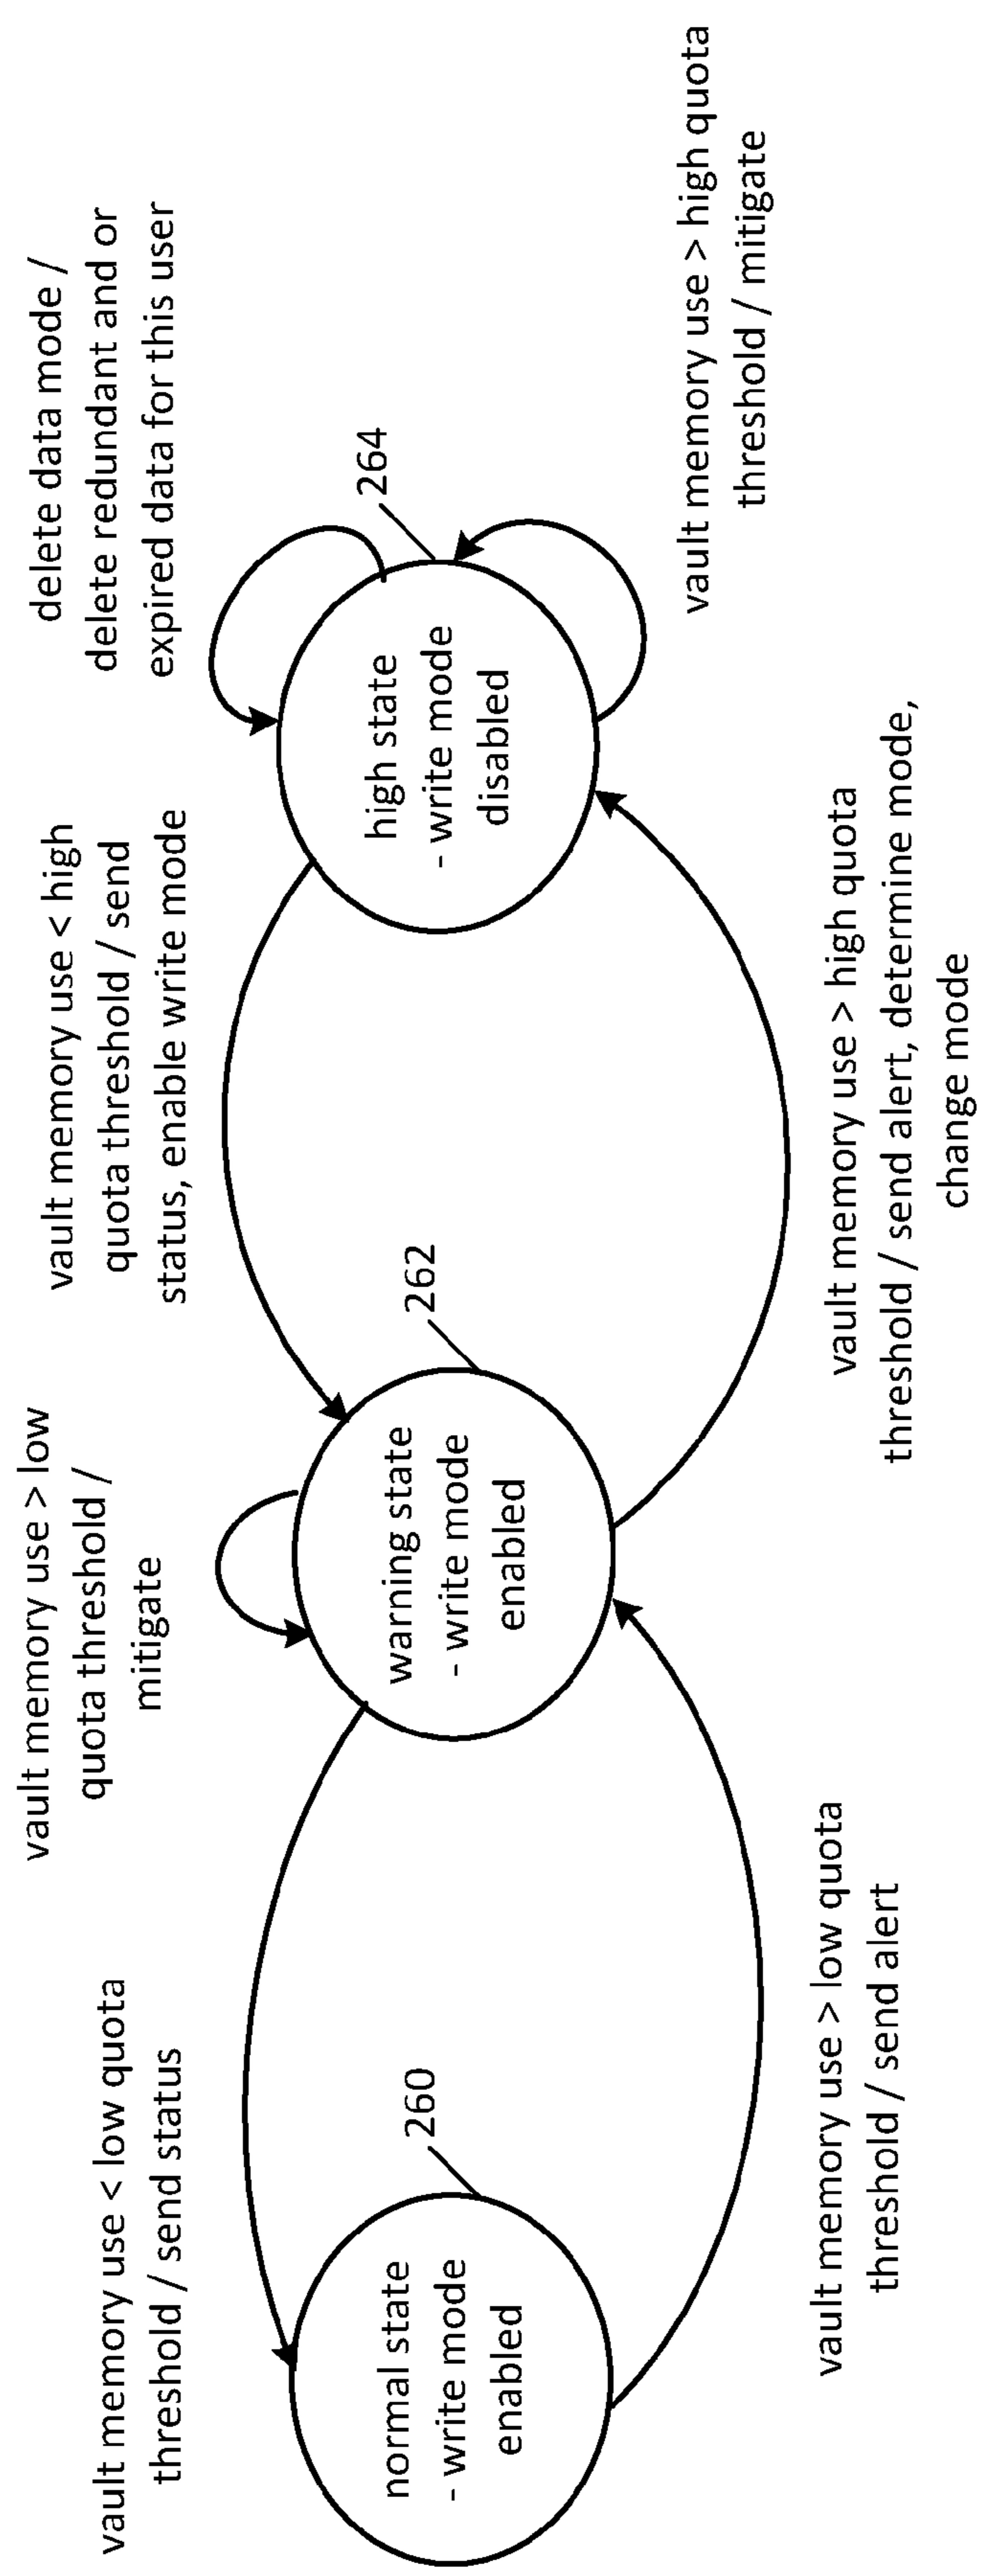 vault memory use < low quota
threshold / send status
vault memory use > low
quota threshold /
mitigate
vault memory use < high
quota threshold / send
status, enable write mode
delete data mode /
delete redundant and or
expired data for this user
260
normal state
- write mode
enabled
262
warning state
- write mode
enabled
264
high state
- write mode
disabled
vault memory use > low quota
threshold / send alert
vault memory use > high quota
threshold / send alert, determine mode,
change mode
vault memory use > high quota
threshold / mitigate